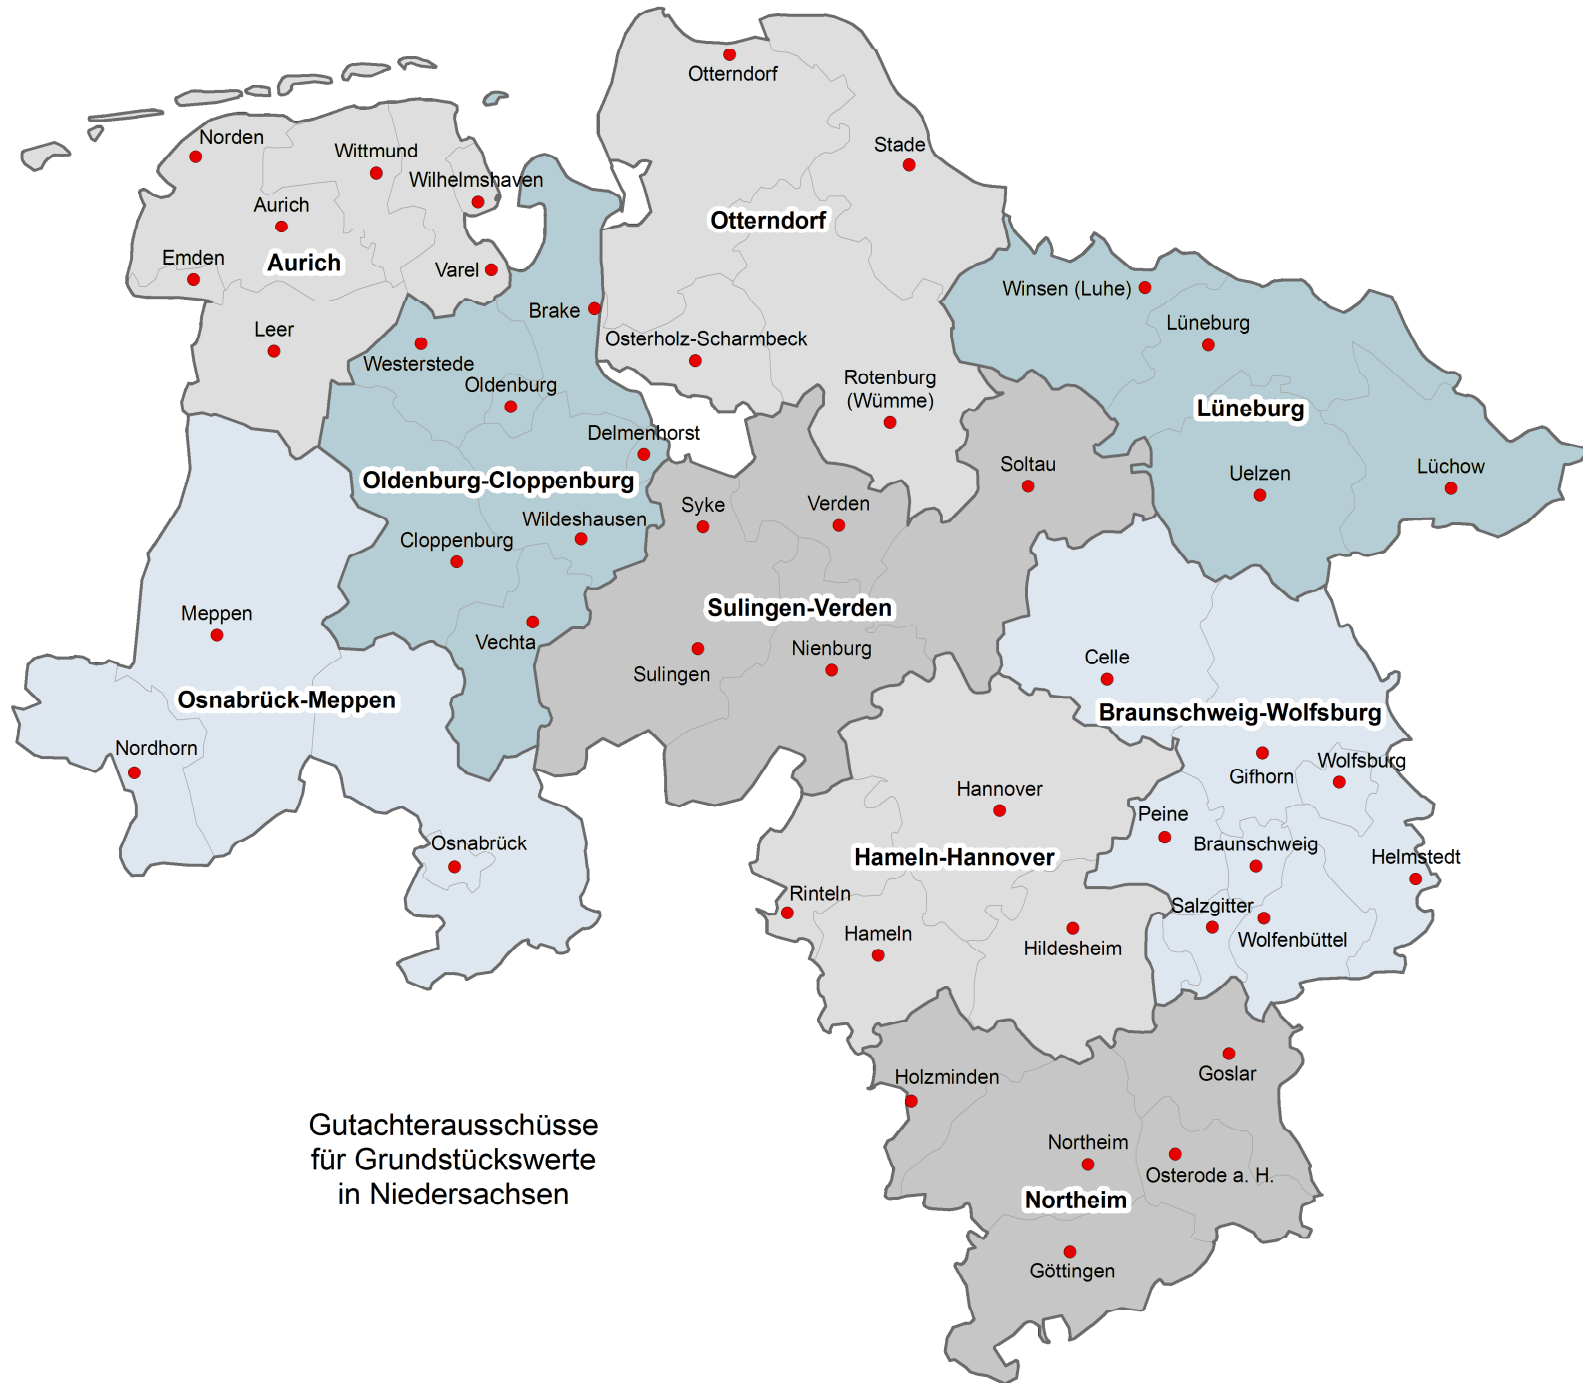 Otterndorf
Norden
Wittmund
Stade
Wilhelmshaven
Aurich
Otterndorf
Emden
Aurich
Varel
Winsen (Luhe)
Brake
Lüneburg
Leer
Osterholz-Scharmbeck
Westerstede
Oldenburg
Rotenburg
(Wümme)
Lüneburg
Delmenhorst
Soltau
Uelzen
Lüchow
Oldenburg-Cloppenburg
Syke
Verden
Wildeshausen
Cloppenburg
Meppen
Sulingen-Verden
Vechta
Nienburg
Sulingen
Celle
Osnabrück-Meppen
Braunschweig-Wolfsburg
Nordhorn
Wolfsburg
Gifhorn
Hannover
Peine
Osnabrück
Braunschweig
Hameln-Hannover
Helmstedt
Rinteln
Salzgitter
Hameln
Wolfenbüttel
Hildesheim
Goslar
Holzminden
Gutachterausschüsse
für Grundstückswerte
in Niedersachsen
Northeim
Osterode a. H.
Northeim
Göttingen